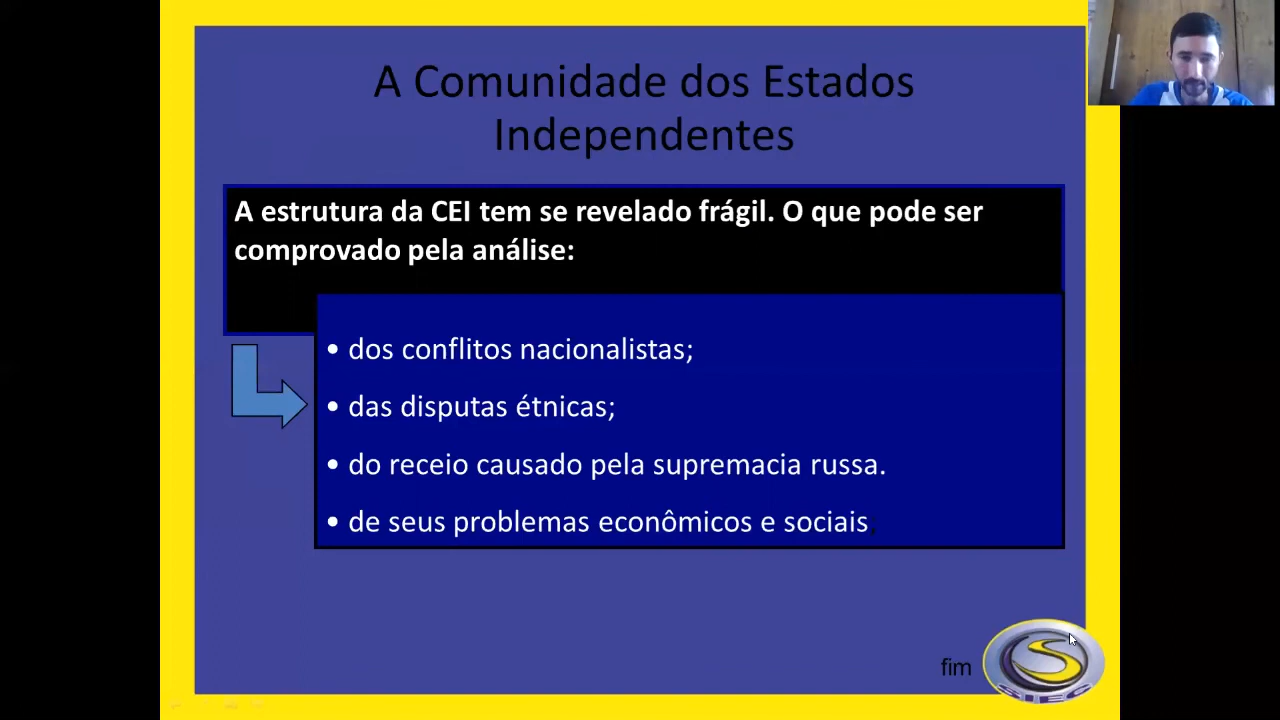 A Comunidade dos Estados
Independentes
A estrutura da CEI tem se revelado frágil. O que pode ser
comprovado pela análise:
• dos conflitos nacionalistas;
• das disputas étnicas;
• do receio causado pela supremacia russa.
• de seus problemas econômicos e sociais;
fim